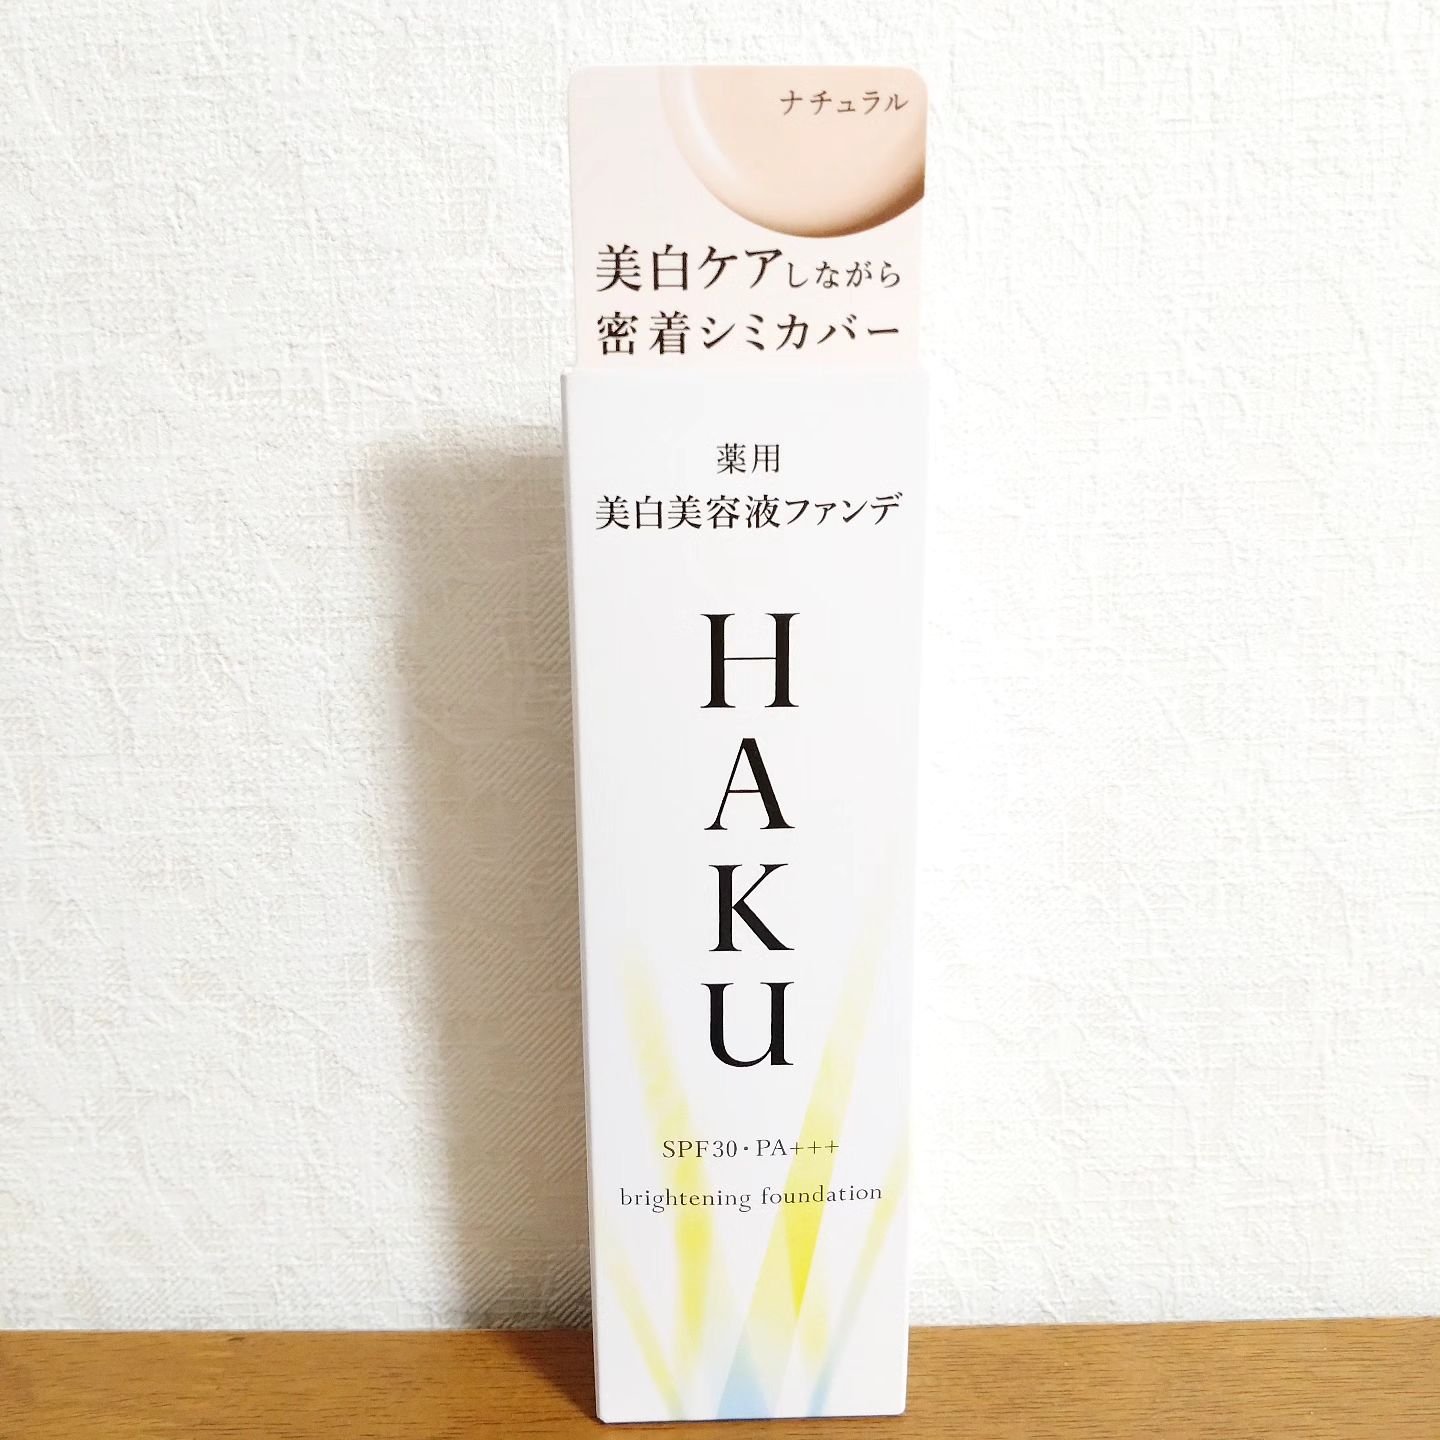 ナチュラル
美白ケアしながら
密着シミカバー
薬用
美白美容液ファンデ
HAKU
SPF30・PA+++
brightening foundation